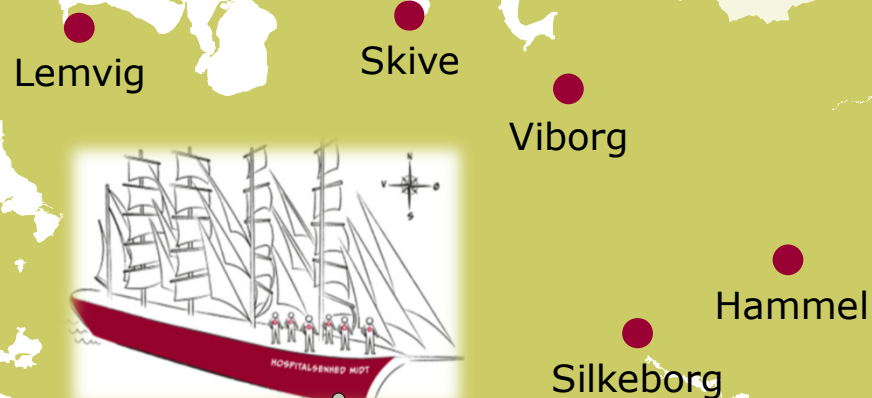 Lemvig
Skive
Viborg
N
V Ø
S
Hammel
HOSPITALSENHED MIDT
Silkeborg